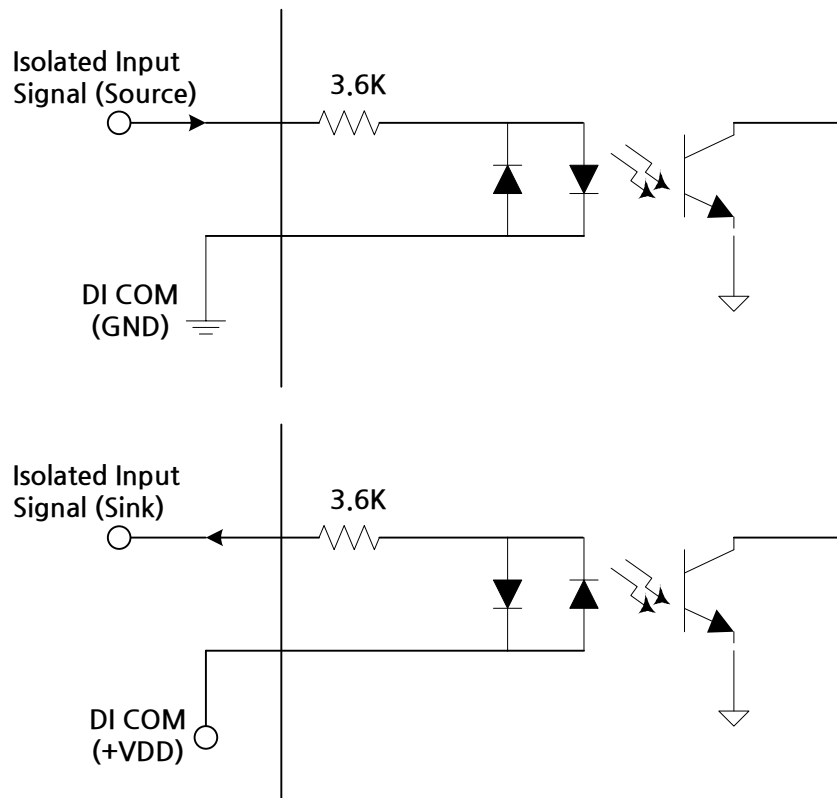 Isolated Input
Signal (Source)
3.6K
DI COM
(GND)
Isolated Input
Signal (Sink)
3.6K
DI COM
(+VDD)